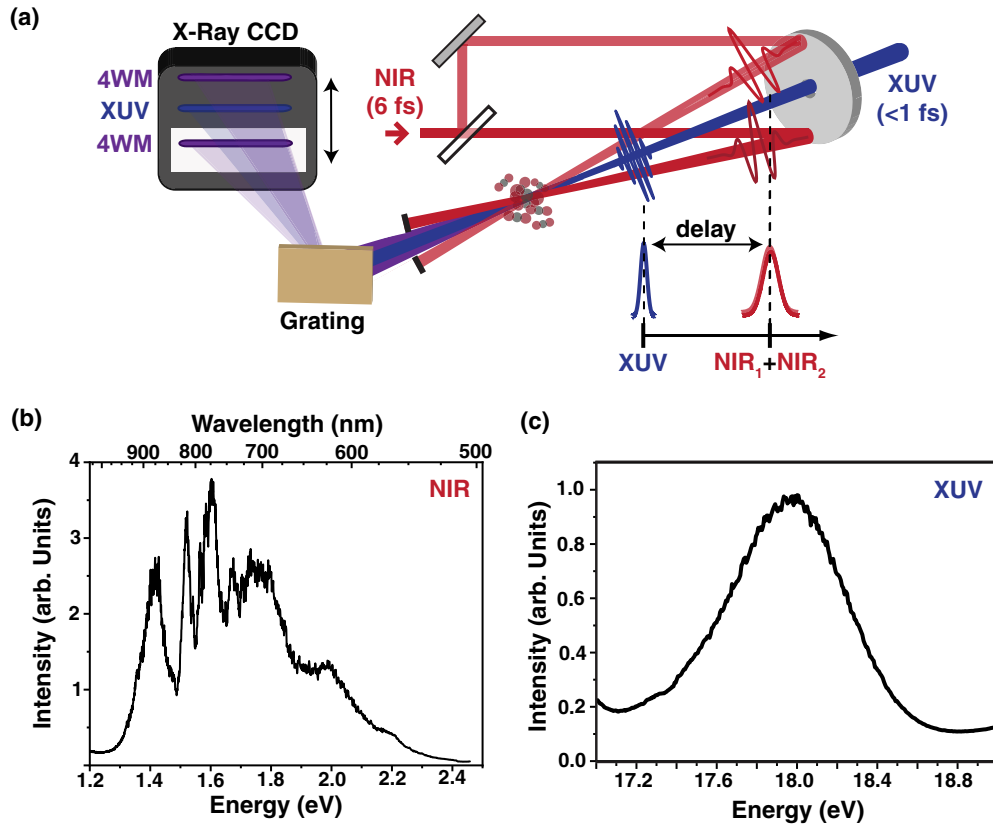 (a)
X-Ray CCD
4WM
XUV
4WM
NIR
(6 fs)
XUV
(<1 fs)
delay
Grating
XUV
NIR1+NIR2
(b)
Wavelength (nm)
900 800 700 600 500
4
3
2
1
NIR
Intensity (arb. Units)
1.2 1.4 1.6 1.8 2.0 2.2 2.4
Energy (eV)
(c)
1.0
0.8
0.6
0.4
0.2
0.0
XUV
Intensity (arb. Units)
17.2 17.6 18.0 18.4 18.8
Energy (eV)